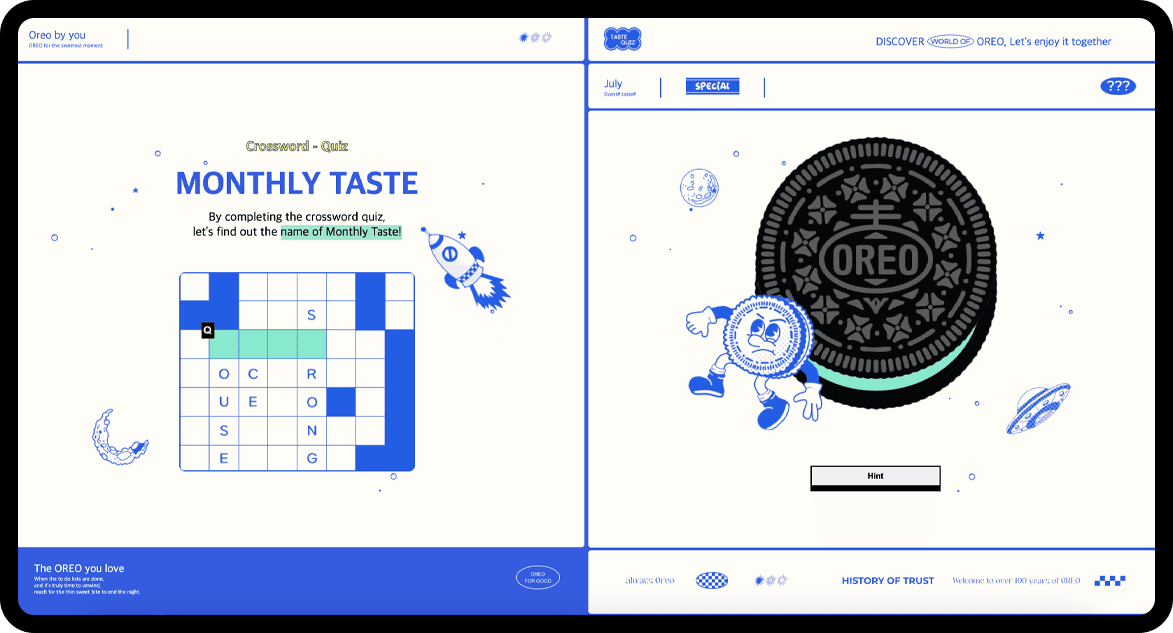 Oreo by you
OREO for the sweetest moment
Crossword - Quiz
MONTHLY TASTE
By completing the crossword quiz,
let's find out the name of Monthly Taste!
S
Q
O C R
U E O
S N
E G
The OREO you love
When the to do lists are done,
and it's truly time to unwind,
reach for the thin sweet bite to end the night.
OREO
FOR GOOD
TASTE
QUIZ
DISCOVER WORLD OF OREO, Let's enjoy it together
July
Event# taste#
SPECIAL
???
OREO
Hint
always Oreo
HISTORY OF TRUST
Welcome to over 100 years of OREO